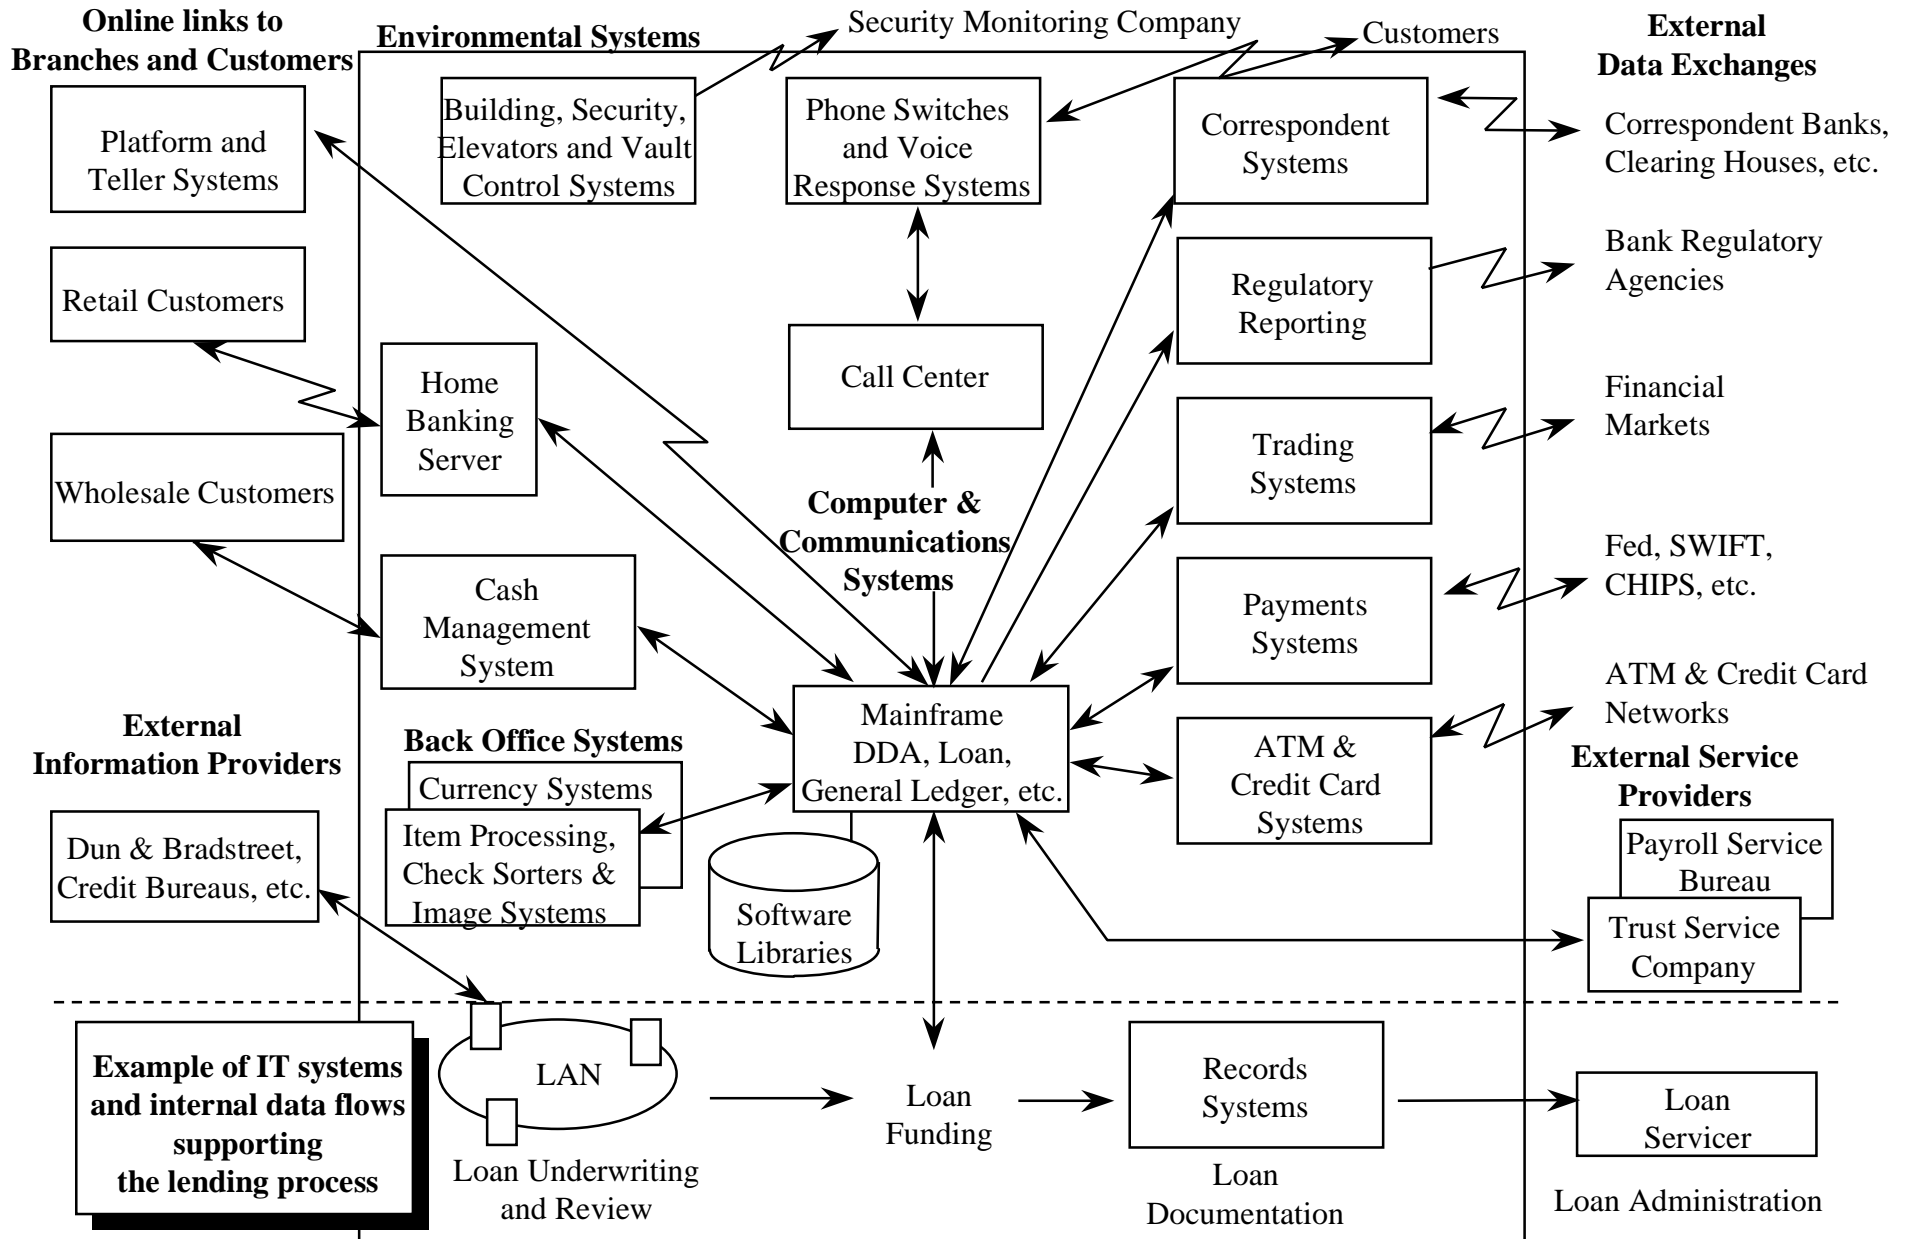 Online links to
Branches and Customers
Environmental Systems
Security Monitoring Company
Customers
External
Data Exchanges
Platform and
Teller Systems
Building, Security,
Elevators and Vault
Control Systems
Phone Switches
and Voice
Response Systems
Correspondent
Systems
Correspondent Banks,
Clearing Houses, etc.
Retail Customers
Regulatory
Reporting
Bank Regulatory
Agencies
Home
Banking
Server
Call Center
Trading
Systems
Financial
Markets
Wholesale Customers
Computer &
Communications
Systems
Cash
Management
System
Payments
Systems
Fed, SWIFT,
CHIPS, etc.
ATM & Credit Card
Networks
External
Information Providers
Back Office Systems
Currency Systems
Item Processing,
Check Sorters &
Image Systems
Mainframe
DDA, Loan,
General Ledger, etc.
ATM &
Credit Card
Systems
External Service
Providers
Payroll Service
Bureau
Trust Service
Company
Dun & Bradstreet,
Credit Bureaus, etc.
Software
Libraries
Example of IT systems
and internal data flows
supporting
the lending process
LAN
Loan Underwriting
and Review
Loan
Funding
Records
Systems
Loan
Documentation
Loan
Servicer
Loan Administration